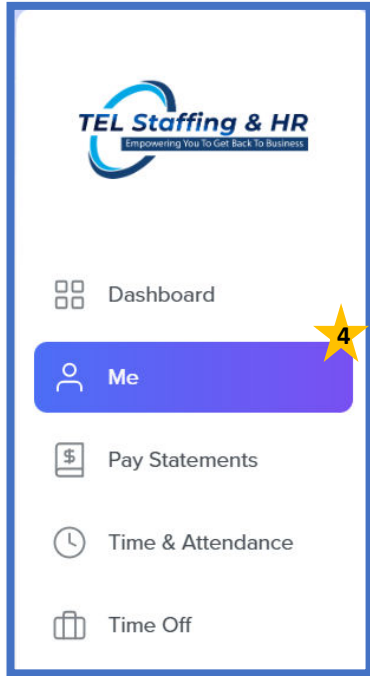 TEL Staffing & HR
Empowering You To Get Back To Business
Dashboard
4
Me
$
Pay Statements
Time & Attendance
Time Off